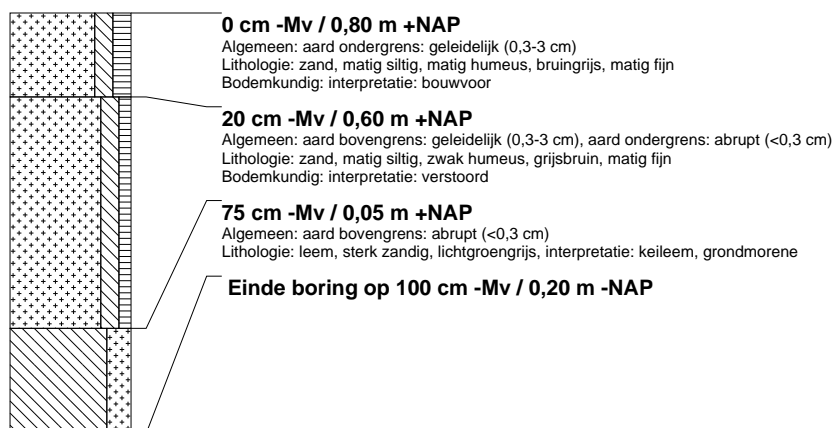 0 cm -Mv / 0,80 m +NAP
Algemeen: aard ondergrens: geleidelijk (0,3-3 cm)
Lithologie: zand, matig siltig, matig humeus, bruingrijs, matig fijn
Bodemkundig: interpretatie: bouwvoor
20 cm -Mv / 0,60 m +NAP
Algemeen: aard bovengrens: geleidelijk (0,3-3 cm), aard ondergrens: abrupt (<0,3 cm)
Lithologie: zand, matig siltig, zwak humeus, grijsbruin, matig fijn
Bodemkundig: interpretatie: verstoord
75 cm -Mv / 0,05 m +NAP
Algemeen: aard bovengrens: abrupt (<0,3 cm)
Lithologie: leem, sterk zandig, lichtgroengrijs, interpretatie: keileem, grondmorene
Einde boring op 100 cm -Mv / 0,20 m -NAP